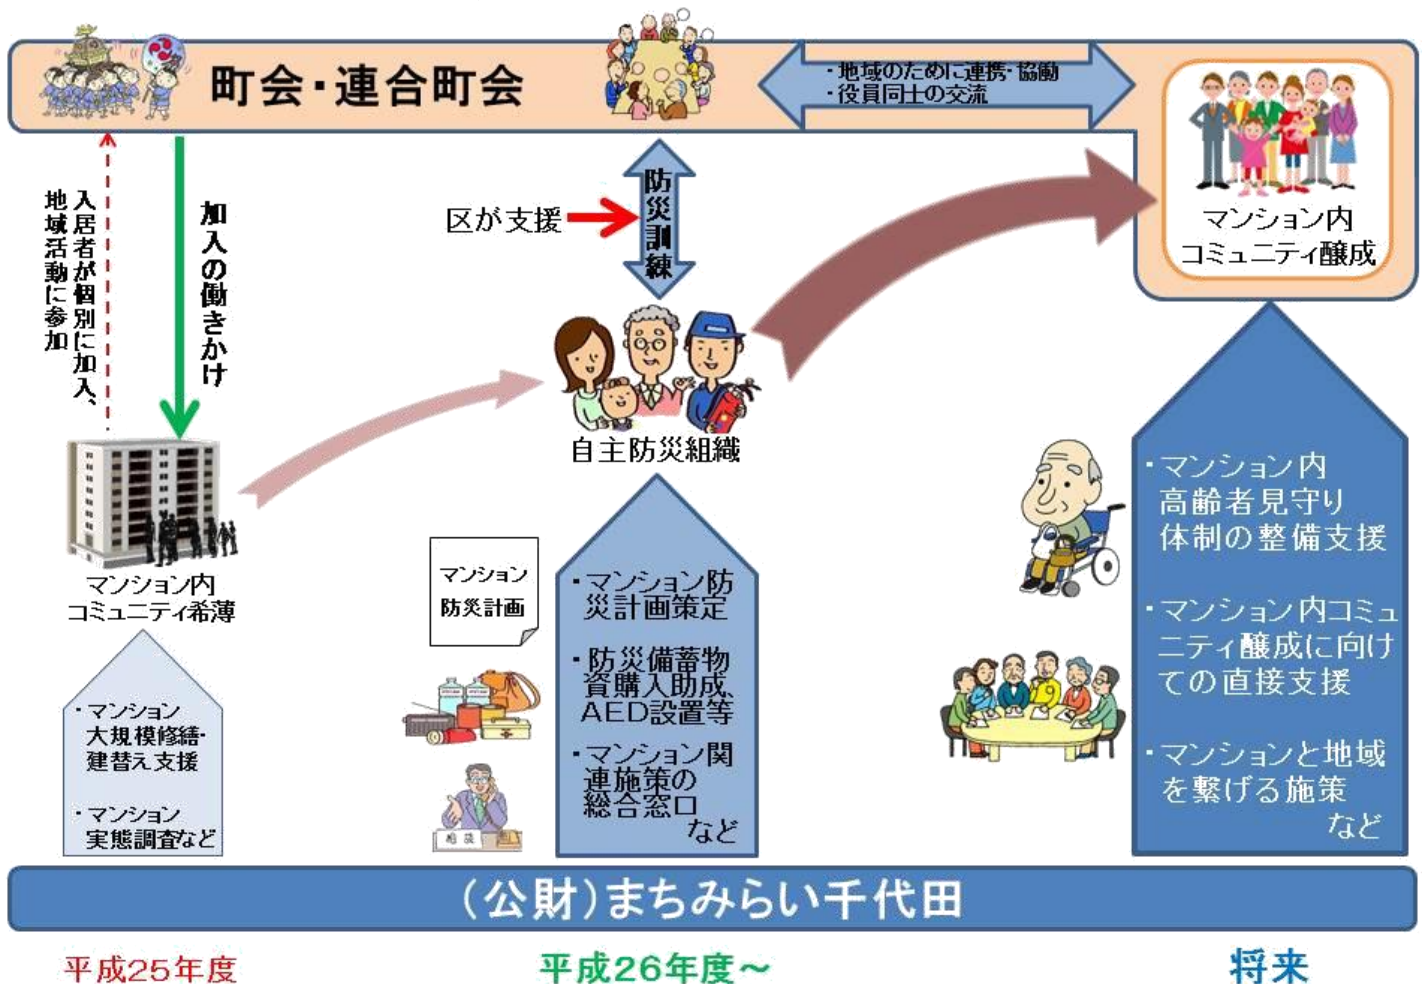 町会・連合町会
・地域のために連携・協働
・役員同士の交流
マンション内
コミュニティ醸成
入居者が個別に加入、
地域活動に参加
加入の働きかけ
区が支援
防災訓練
自主防災組織
マンション内
コミュニティ希薄
・マンション
大規模修繕・
建替え支援
・マンション
実態調査など
マンション
防災計画
相談
・マンション防
災計画策定
・防災備蓄物
資購入助成、
AED設置等
・マンション関
連施策の
総合窓口
など
・マンション内
高齢者見守り
体制の整備支援
・マンション内コミュ
ニティ醸成に向け
ての直接支援
・マンションと地域
を繋げる施策
など
（公財）まちみらい千代田
平成25年度
平成26年度～
将来